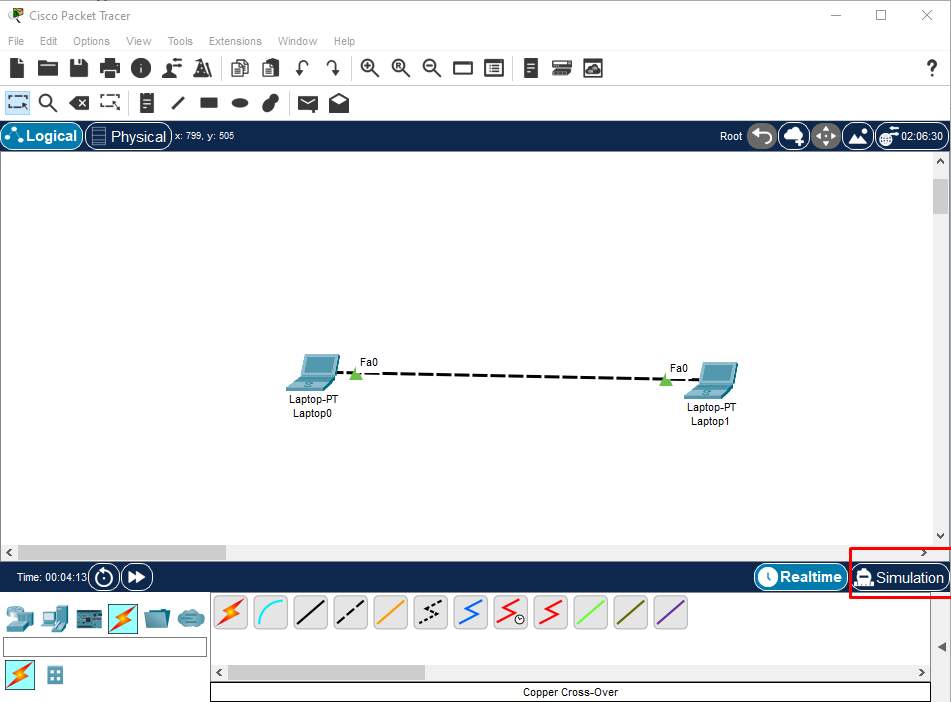 Cisco Packet Tracer
File Edit Options View Tools Extensions Window Help
Logical Physical x: 799, y: 505 Root 02:06:30
Fa0 Fa0
Laptop-PT Laptop-PT
Laptop0 Laptop1
Time: 00:04:13 Realtime Simulation
Copper Cross-Over